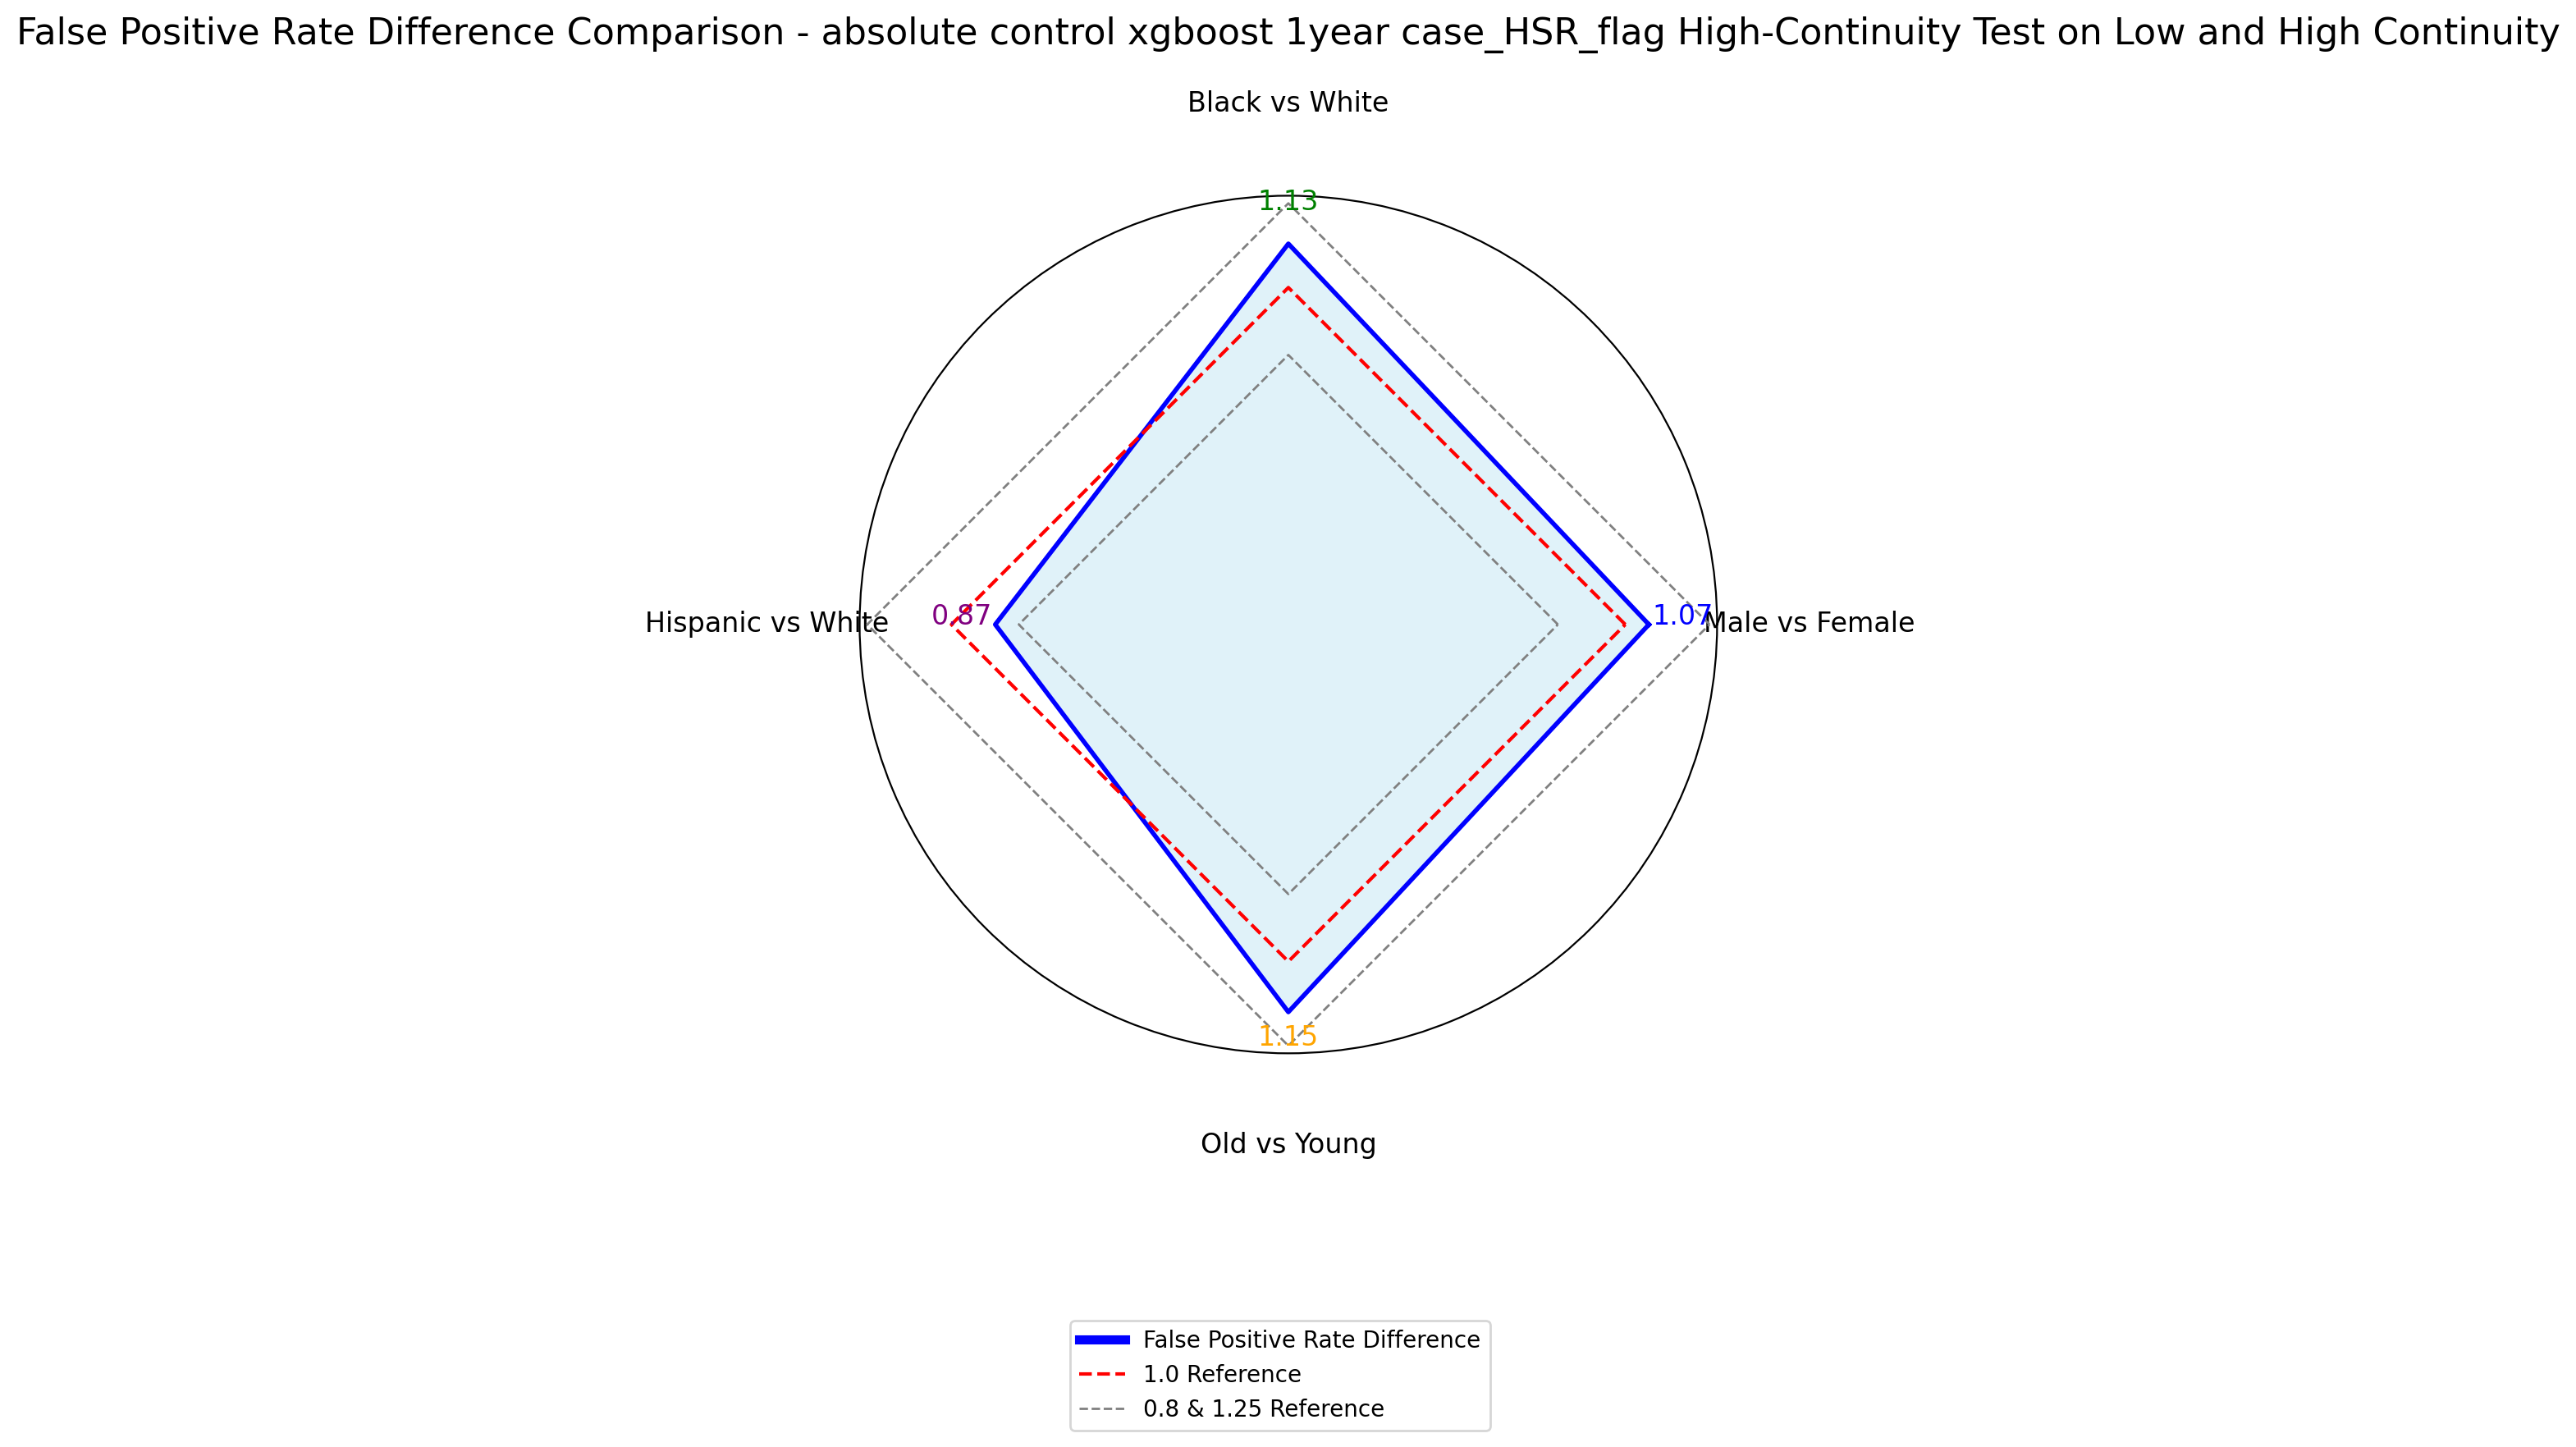 False Positive Rate Difference Comparison - absolute control xgboost 1year case_HSR_flag High-Continuity Test on Low and High Continuity
Black vs White
1.13
Hispanic vs White
0.87
1.07
Male vs Female
1.15
Old vs Young
False Positive Rate Difference
1.0 Reference
0.8 & 1.25 Reference